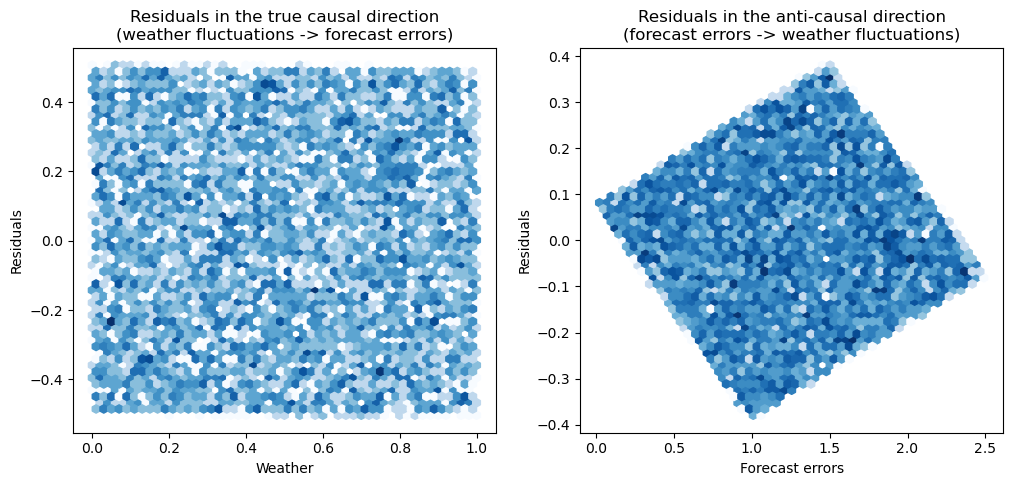 Residuals in the true causal direction
(weather fluctuations -> forecast errors)
Residuals
0.4
0.2
0.0
−0.2
−0.4
0.0 0.2 0.4 0.6 0.8 1.0
Weather
Residuals in the anti-causal direction
(forecast errors -> weather fluctuations)
Residuals
0.4
0.3
0.2
0.1
0.0
−0.1
−0.2
−0.3
−0.4
0.0 0.5 1.0 1.5 2.0 2.5
Forecast errors